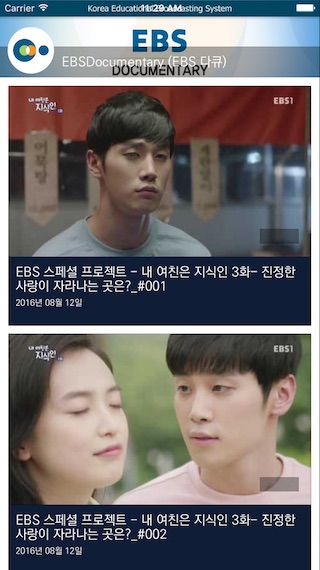 Carrier
11:29 AM
Korea Educational Broadcasting System
EBS
EBSDocumentary (EBS 다큐)
DOCUMENTARY
내 여친은
지식인
EBS1
어묵탕
EBS 스페셜 프로젝트 - 내 여친은 지식인 3화- 진정한
사랑이 자라나는 곳은?_#001
2016년 08월 12일
내 여친은
지식인
EBS1
EBS 스페셜 프로젝트 - 내 여친은 지식인 3화- 진정한
사랑이 자라나는 곳은?_#002
2016년 08월 12일